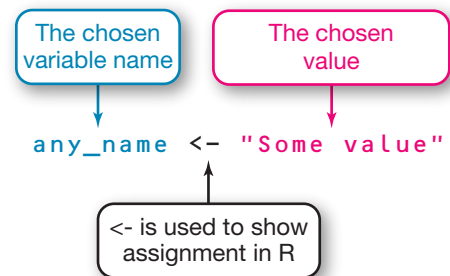 The chosen
variable name
The chosen
value
any_name <- "Some value"
<- is used to show
assignment in R